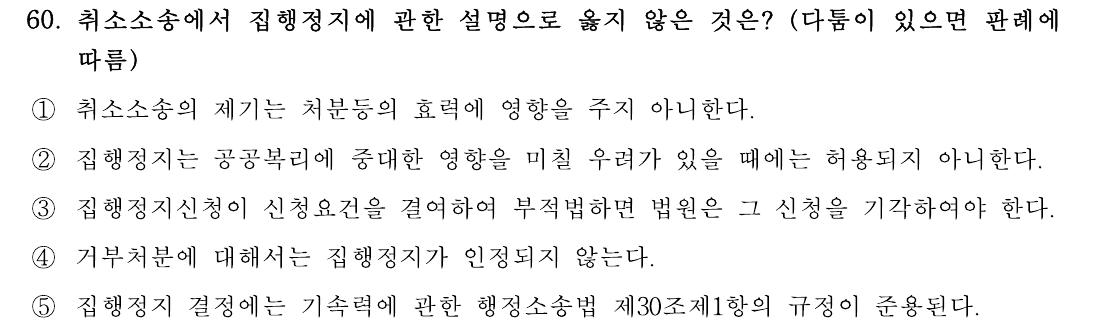 60. 취소소송에서 집행정지에 관한 설명으로 옳지 않은 것은? (다툼이 있으면 판례에
따름)
① 취소소송의 제기는 처분등의 효력에 영향을 주지 아니한다.
② 집행정지는 공공복리에 중대한 영향을 미칠 우려가 있을 때에는 허용되지 아니한다.
③ 집행정지신청이 신청요건을 결여하여 부적법하면 법원은 그 신청을 기각하여야 한다.
④ 거부처분에 대해서는 집행정지가 인정되지 않는다.
⑤ 집행정지 결정에는 기속력에 관한 행정소송법 제30조제1항의 규정이 준용된다.